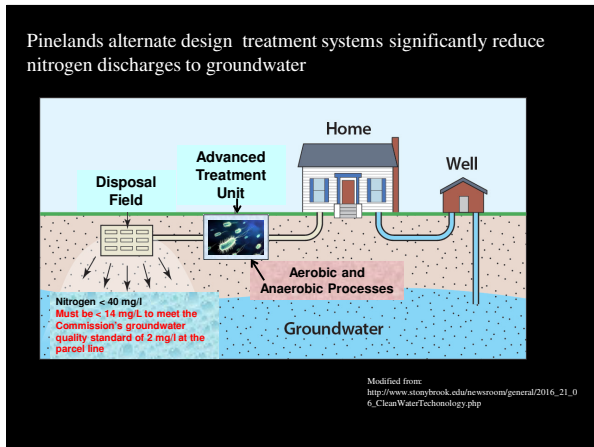 Pinelands alternate design treatment systems significantly reduce
nitrogen discharges to groundwater
Home
Well
Advanced
Treatment
Unit
Disposal
Field
Aerobic and
Anaerobic Processes
Nitrogen < 40 mg/l
Must be < 14 mg/L to meet the
Commission's groundwater
quality standard of 2 mg/l at the
parcel line
Groundwater
Modified from:
http://www.stonybrook.edu/newsroom/general/2016_21_0
6_CleanWaterTechonology.php